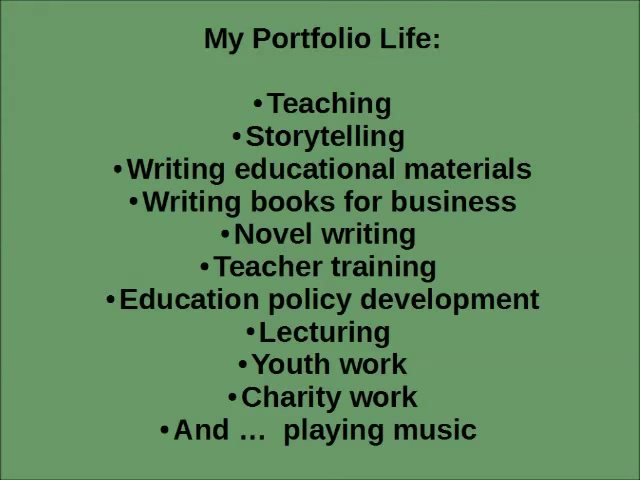 My Portfolio Life:
•Teaching
•Storytelling
•Writing educational materials
•Writing books for business
•Novel writing
•Teacher training
•Education policy development
•Lecturing
•Youth work
•Charity work
•And …  playing music